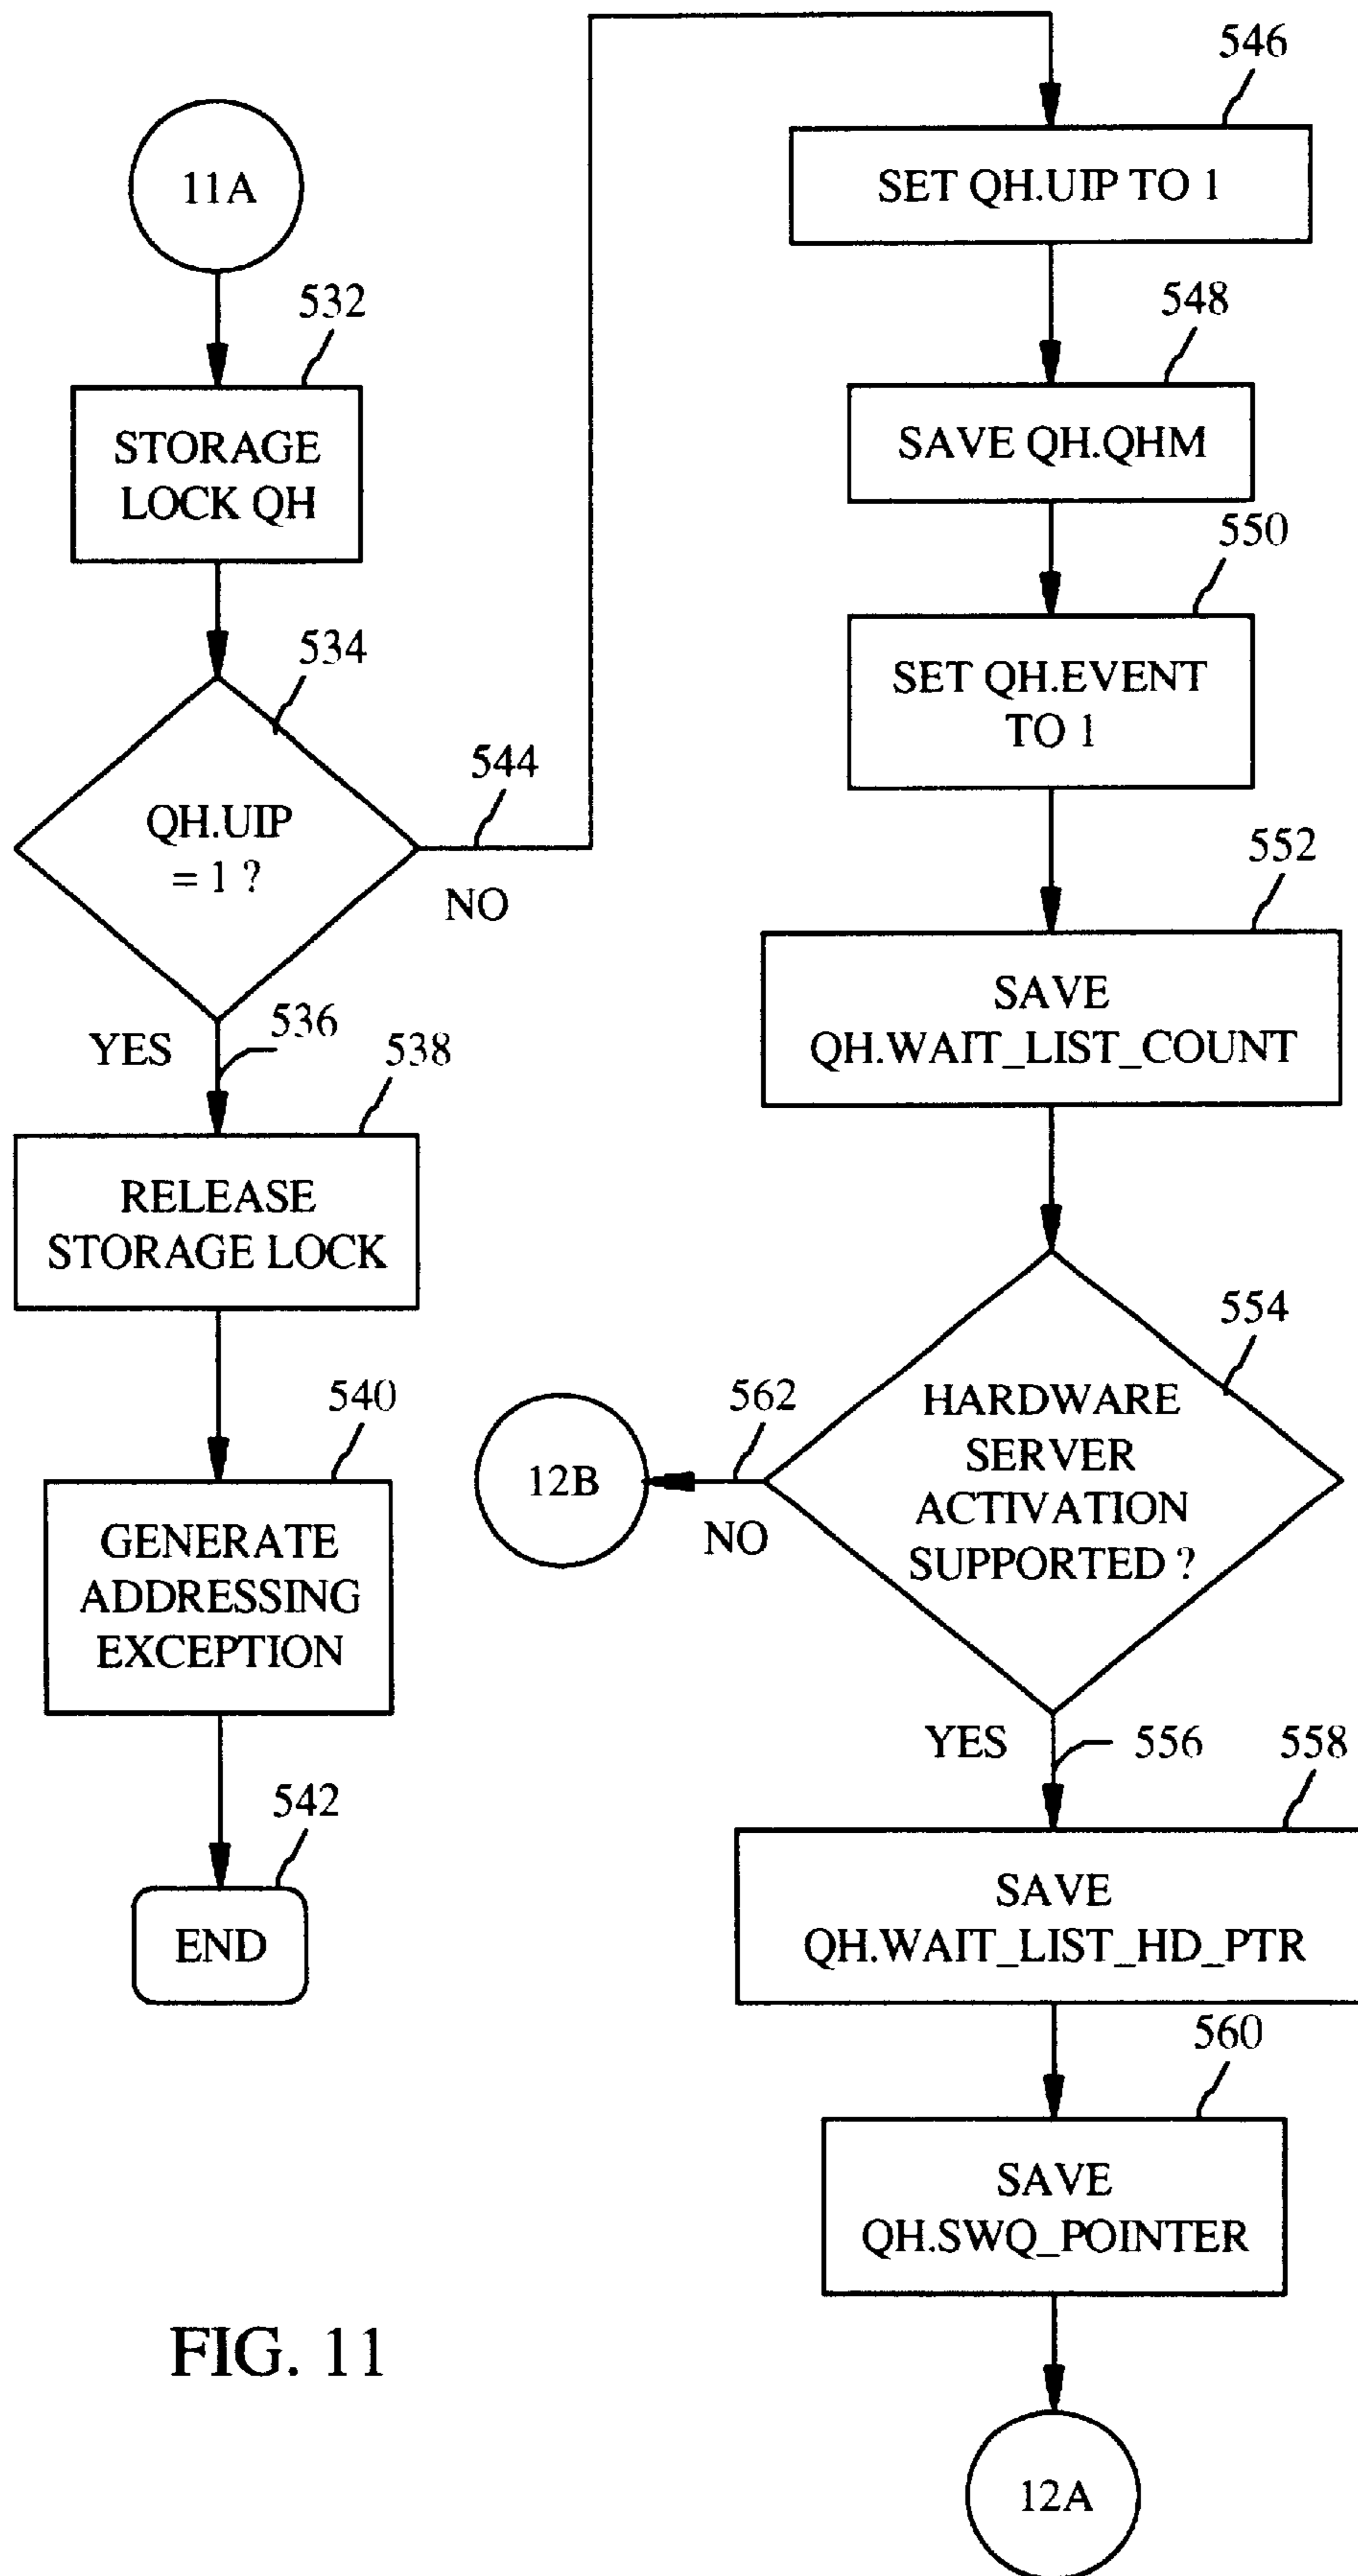 11A
532
STORAGE
LOCK QH
534
QH.UIP
= 1 ?
544
NO
YES
536
538
RELEASE
STORAGE LOCK
540
GENERATE
ADDRESSING
EXCEPTION
542
END
546
SET QH.UIP TO 1
548
SAVE QH.QHM
550
SET QH.EVENT
TO 1
552
SAVE
QH.WAIT_LIST_COUNT
554
HARDWARE
SERVER
ACTIVATION
SUPPORTED ?
562
NO
12B
YES
556
558
SAVE
QH.WAIT_LIST_HD_PTR
560
SAVE
QH.SWQ_POINTER
12A
FIG. 11